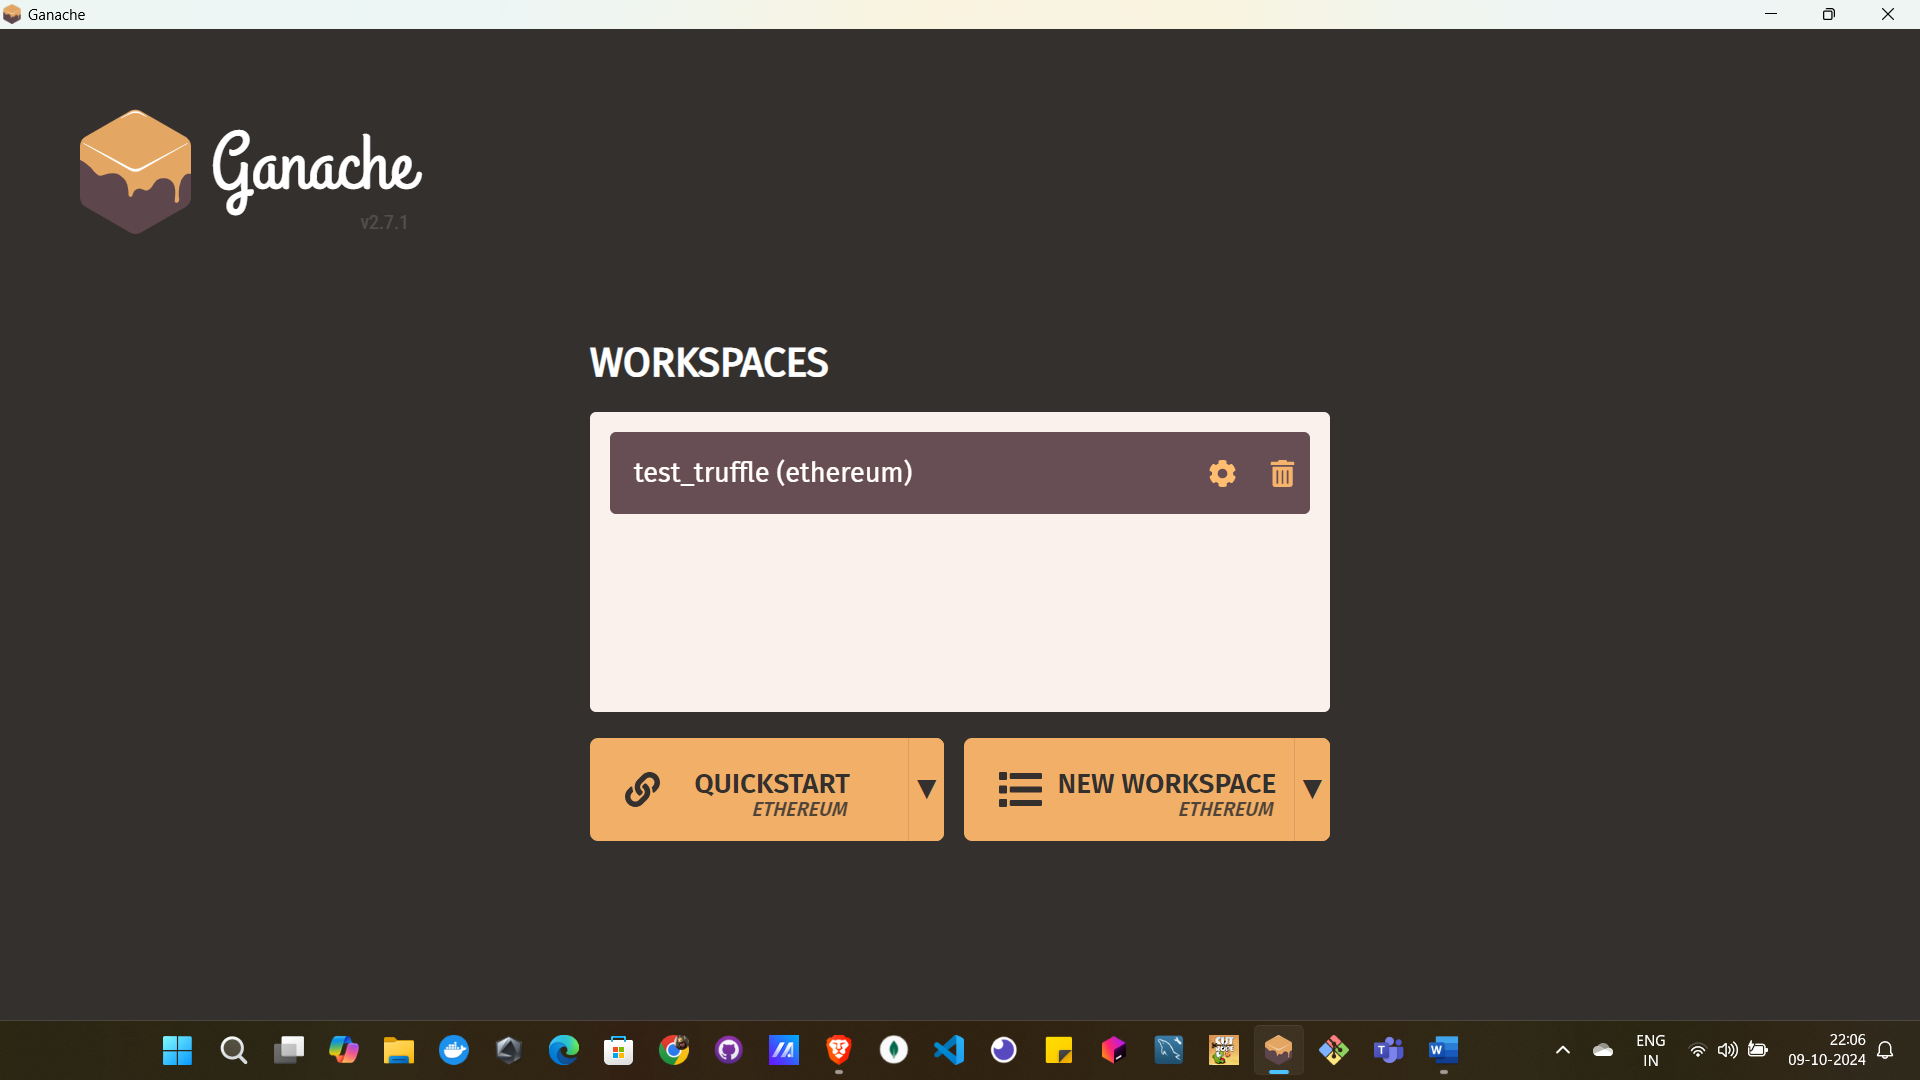 Ganache
Ganache
v2.7.1
WORKSPACES
test_truffle (ethereum)
QUICKSTART
ETHEREUM
NEW WORKSPACE
ETHEREUM
ENG
IN
22:06
09-10-2024